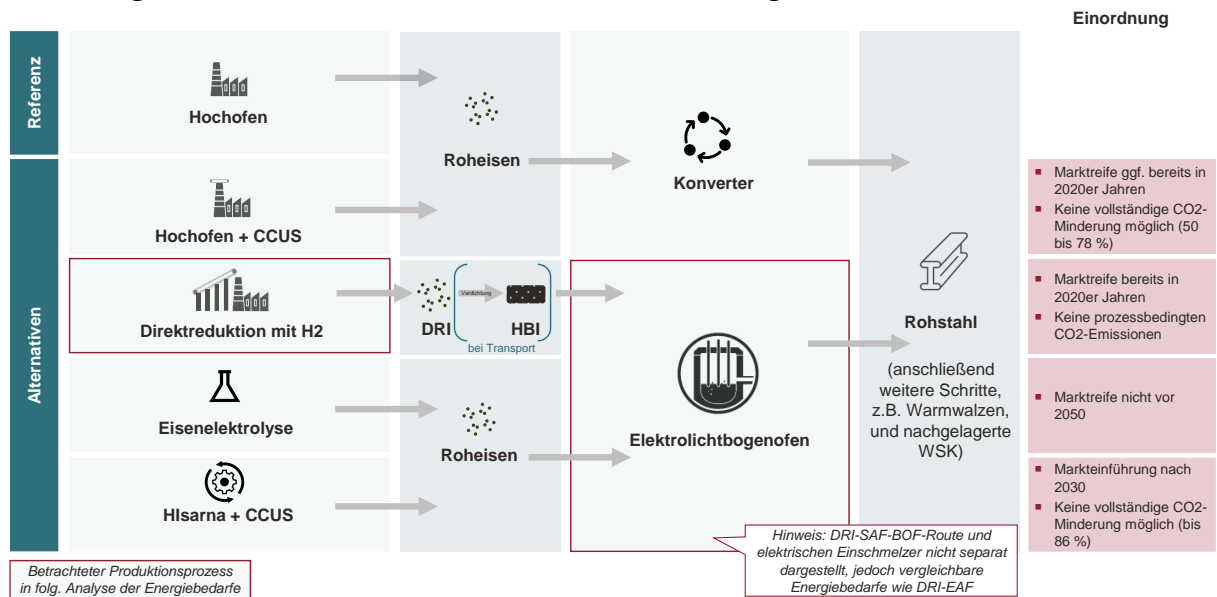 Einordnung
Referenz
Hochofen
Roheisen
Konverter
Alternativen
Hochofen + CCUS
Direktreduktion mit H2
DRI
Verdichtung
HBI
bei Transport
Eisenelektrolyse
Roheisen
HIsarna + CCUS
Elektrolichtbogenofen
Rohstahl
(anschließend
weitere Schritte,
z.B. Warmwalzen,
und nachgelagerte
WSK)
▪ Marktreife ggf. bereits in
2020er Jahren
▪ Keine vollständige CO2-
Minderung möglich (50
bis 78 %)
▪ Marktreife bereits in
2020er Jahren
▪ Keine prozessbedingten
CO2-Emissionen
▪ Marktreife nicht vor
2050
▪ Markteinführung nach
2030
▪ Keine vollständige CO2-
Minderung möglich (bis
86 %)
Hinweis: DRI-SAF-BOF-Route und
elektrischen Einschmelzer nicht separat
dargestellt, jedoch vergleichbare
Energiebedarfe wie DRI-EAF
Betrachteter Produktionsprozess
in folg. Analyse der Energiebedarfe